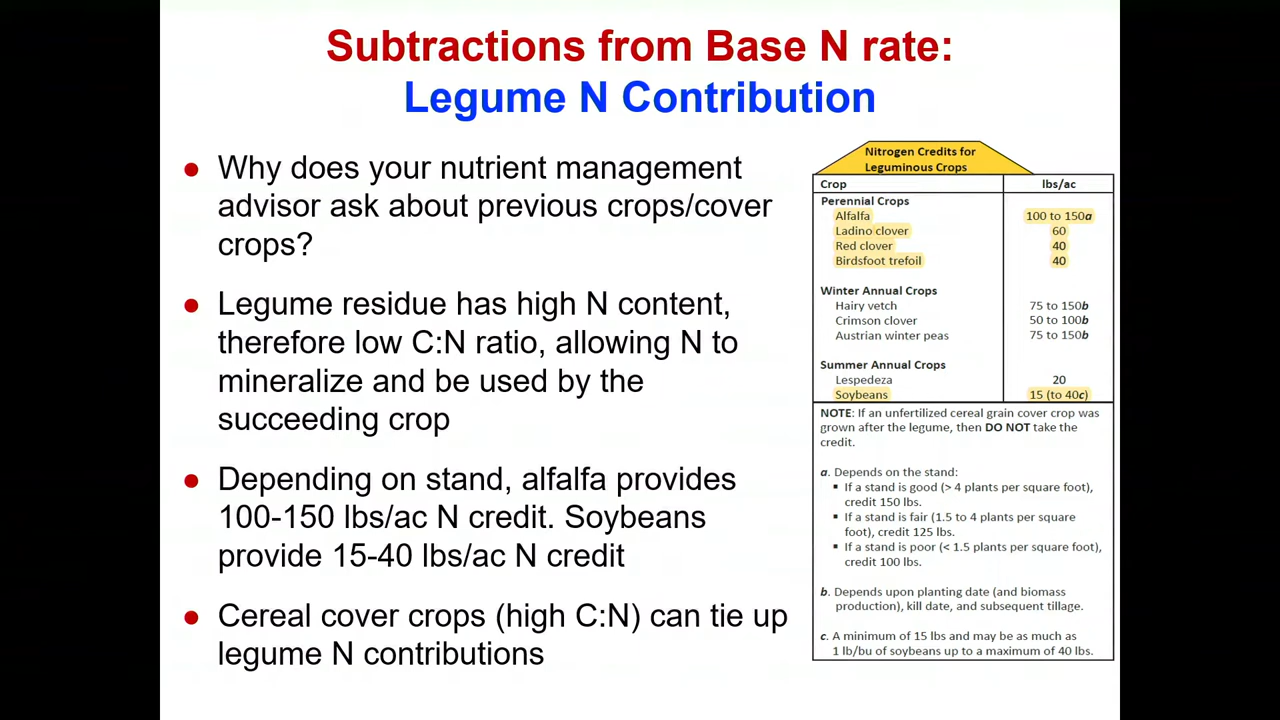 Subtractions from Base N rate:
Legume N Contribution
● Why does your nutrient management
advisor ask about previous crops/cover
crops?
● Legume residue has high N content,
therefore low C:N ratio, allowing N to
mineralize and be used by the
succeeding crop
● Depending on stand, alfalfa provides
100-150 lbs/ac N credit. Soybeans
provide 15-40 lbs/ac N credit
● Cereal cover crops (high C:N) can tie up
legume N contributions
Nitrogen Credits for
Leguminous Crops
Crop lbs/ac
Perennial Crops
Alfalfa 100 to 150a
Ladino clover 60
Red clover 40
Birdsfoot trefoil 40
Winter Annual Crops
Hairy vetch 75 to 150b
Crimson clover 50 to 100b
Austrian winter peas 75 to 150b
Summer Annual Crops
Lespedeza 20
Soybeans 15 (to 40c)
NOTE: If an unfertilized cereal grain cover crop was
grown after the legume, then DO NOT take the
credit.
a. Depends on the stand:
▪ If a stand is good (> 4 plants per square foot),
credit 150 lbs.
▪ If a stand is fair (1.5 to 4 plants per square
foot), credit 125 lbs.
▪ If a stand is poor (< 1.5 plants per square foot),
credit 100 lbs.
b. Depends upon planting date (and biomass
production), kill date, and subsequent tillage.
c. A minimum of 15 lbs and may be as much as
1 lb/bu of soybeans up to a maximum of 40 lbs.